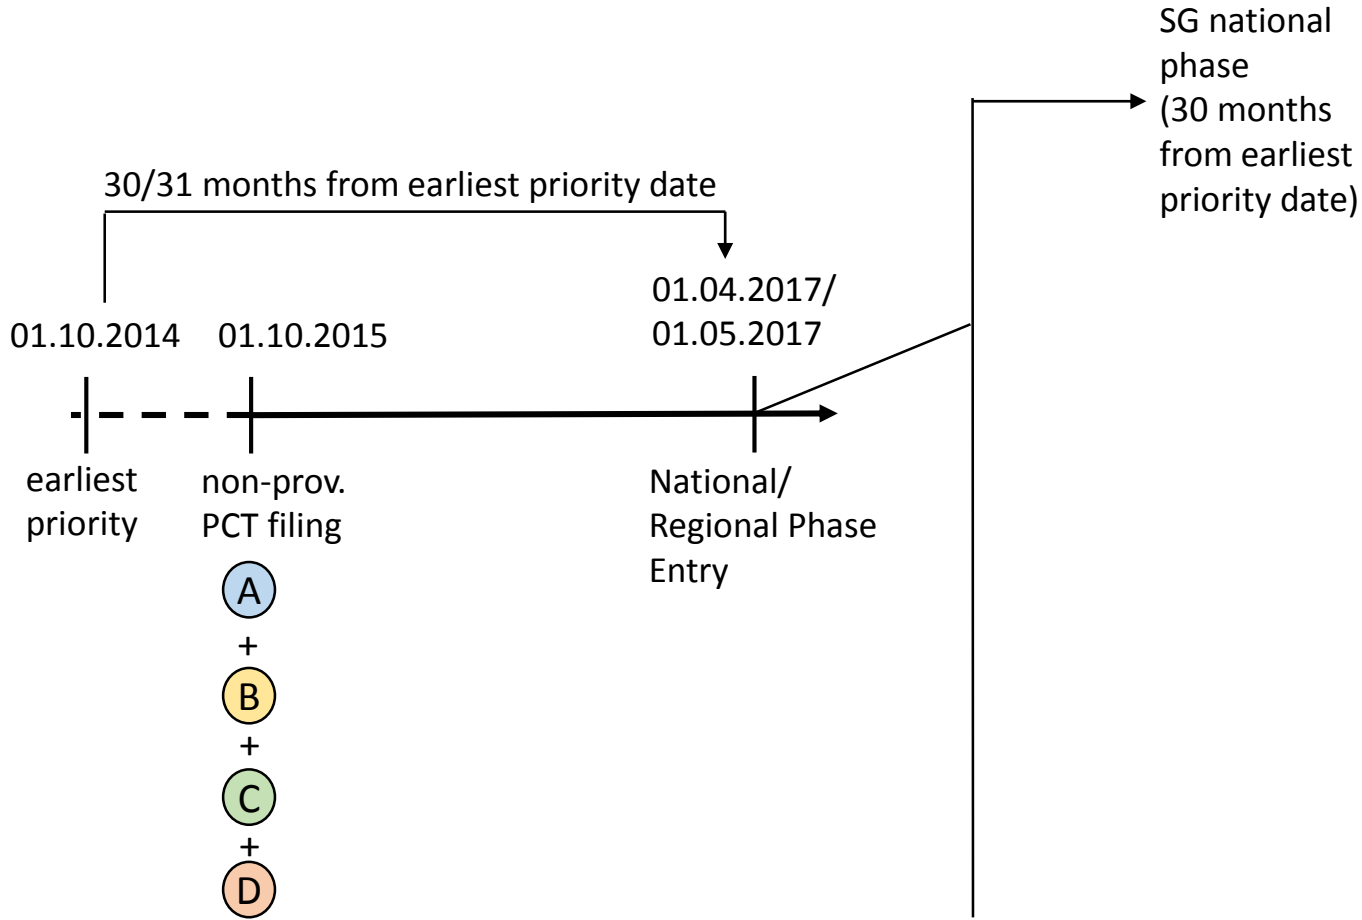 SG national
phase
(30 months
from earliest
priority date)
30/31 months from earliest priority date
01.10.2014
01.10.2015
01.04.2017/
01.05.2017
earliest
priority
non-prov.
PCT filing
National/
Regional Phase
Entry
A
+
B
+
C
+
D